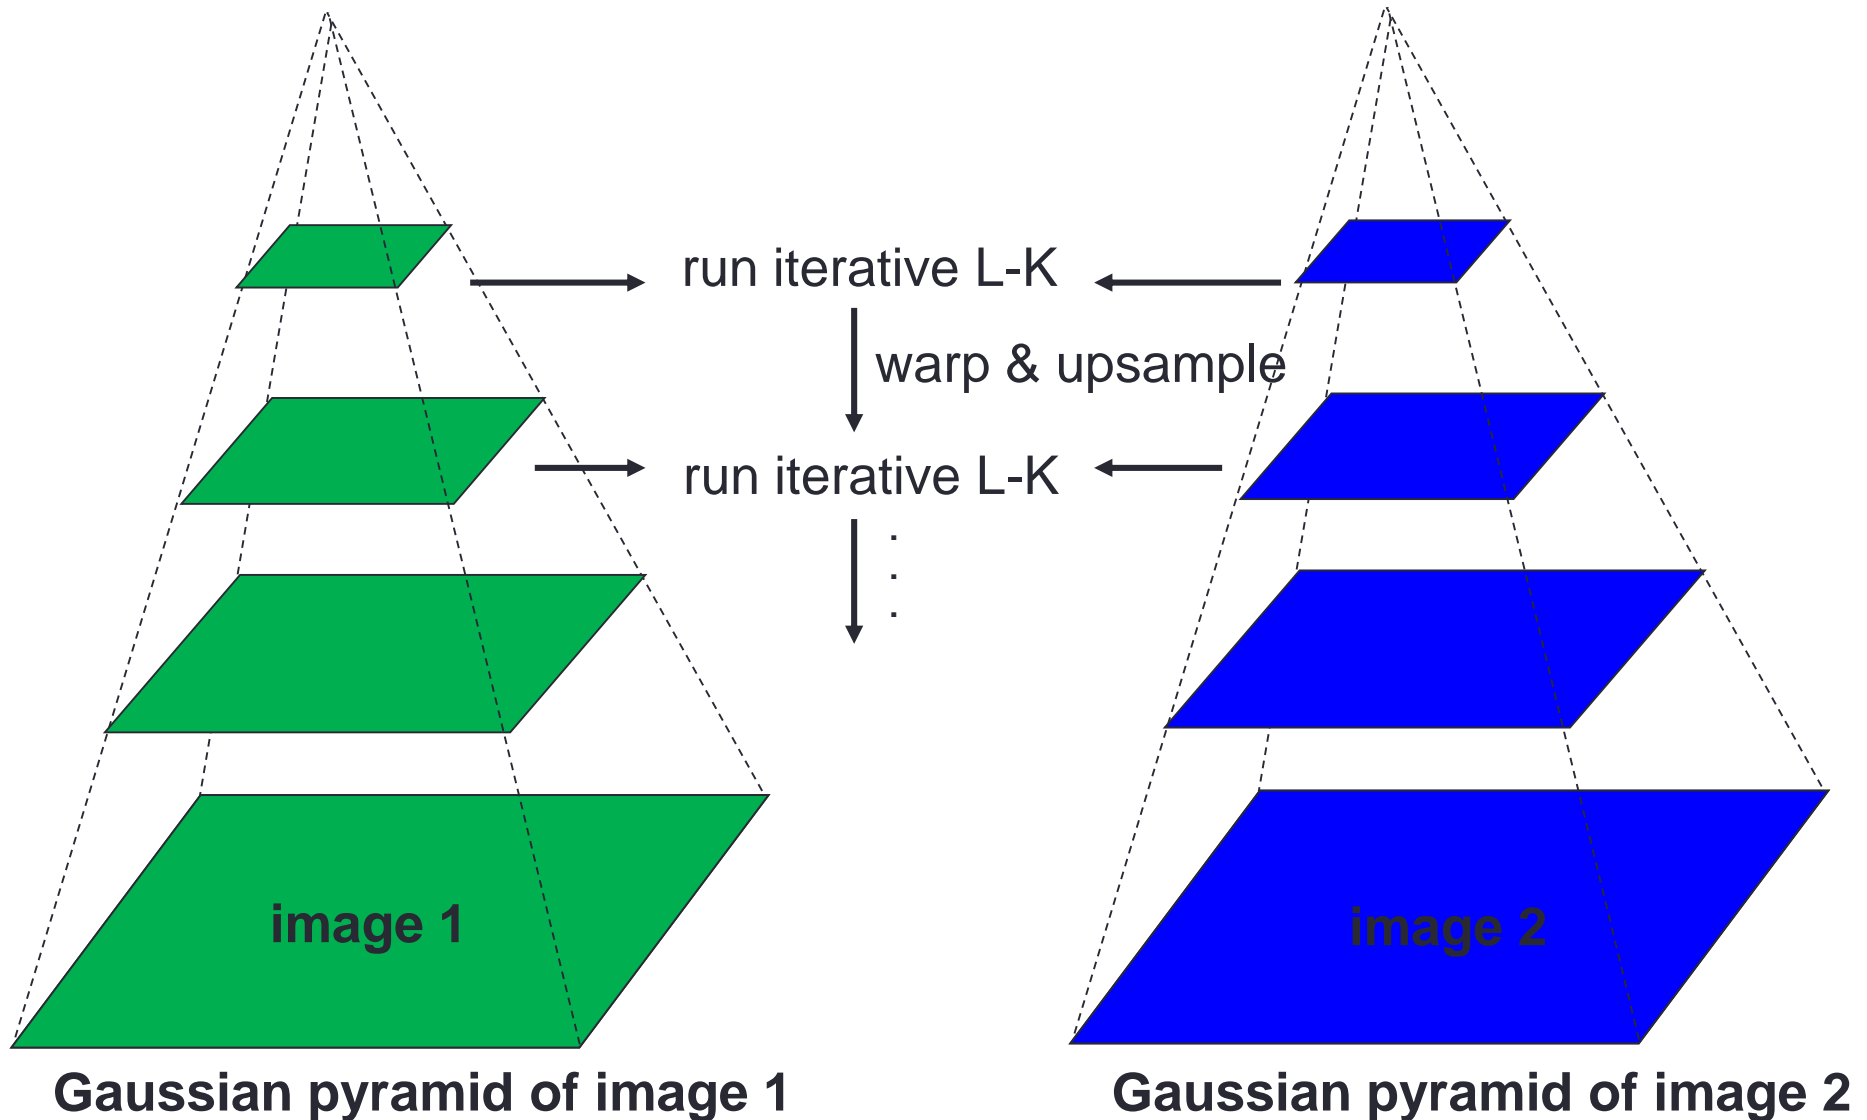 run iterative L-K
warp & upsample
run iterative L-K
.
.
.
image 1
image 2
Gaussian pyramid of image 1
Gaussian pyramid of image 2